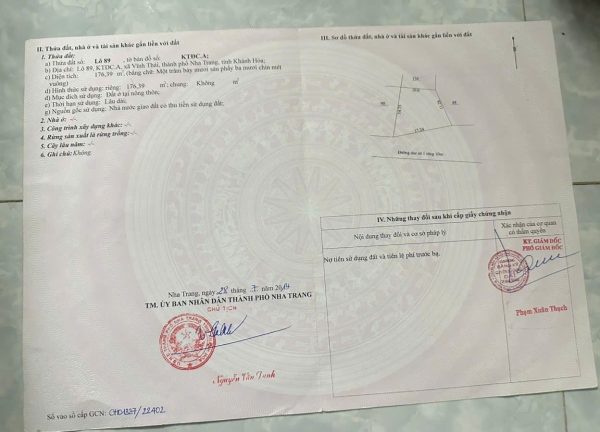 II. Thửa đất, nhà ở và tài sản khác gắn liền với đất
1. Thửa đất:
a) Thửa đất số: Lô 89 , tờ bản đồ số: KTĐC.A;
b) Địa chỉ: Lô 89, KTĐC.A, xã Vĩnh Thái, thành phố Nha Trang, tỉnh Khánh Hòa;
c) Diện tích: 176,39 m², (bằng chữ: Một trăm bảy mươi sáu phẩy ba mươi chín mét
vuông)
d) Hình thức sử dụng: riêng: 176,39 m²; chung: Không m²
đ) Mục đích sử dụng: Đất ở tại nông thôn;
e) Thời hạn sử dụng: Lâu dài;
g) Nguồn gốc sử dụng: Nhà nước giao đất có thu tiền sử dụng đất;
2. Nhà ở: -/-
3. Công trình xây dựng khác: -/-
4. Rừng sản xuất là rừng trồng: -/-
5. Cây lâu năm: -/-
6. Ghi chú: Không.
Nha Trang, ngày 28 tháng 7 năm 2014
TM. ỦY BAN NHÂN DÂN THÀNH PHỐ NHA TRANG
CHỦ TỊCH
Nguyễn Văn Danh
Số vào sổ cấp GCN:
III. Sơ đồ thửa đất, nhà ở và tài sản khác gắn liền với đất
17.50
IV. Những thay đổi sau khi cấp giấy chứng nhận
Nội dung thay đổi và cơ sở pháp lý
Xác nhận của cơ quan
có thẩm quyền
Nợ tiền sử dụng đất và tiền lệ phí trước bạ.
KT. GIÁM ĐỐC
PHÓ GIÁM ĐỐC
Phạm Xuân Thạch